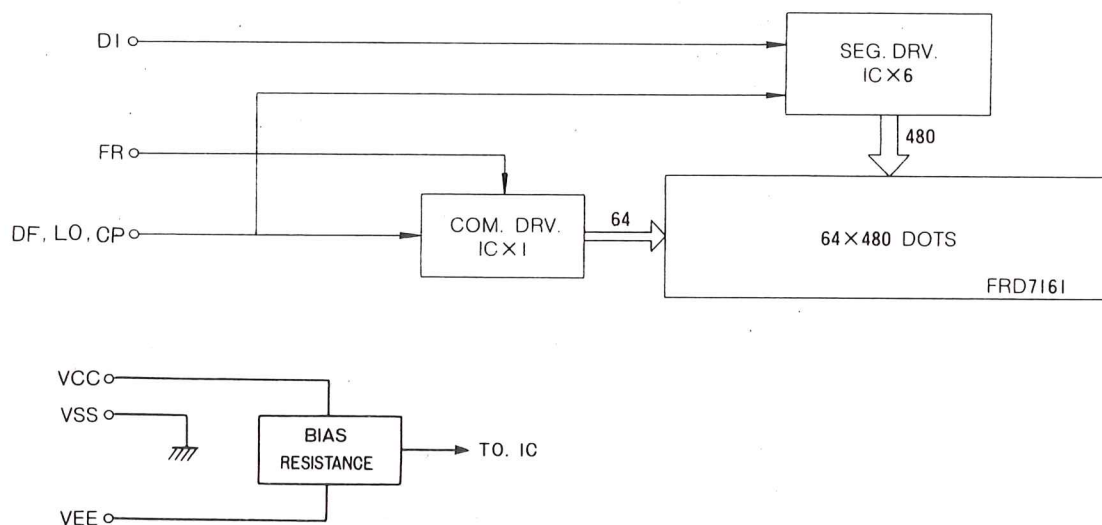 DI
SEG. DRV.
IC×6
480
FR
DF, LO, CP
COM. DRV.
IC×1
64
64×480 DOTS
FRD7161
VCC
VSS
BIAS
RESISTANCE
TO. IC
VEE